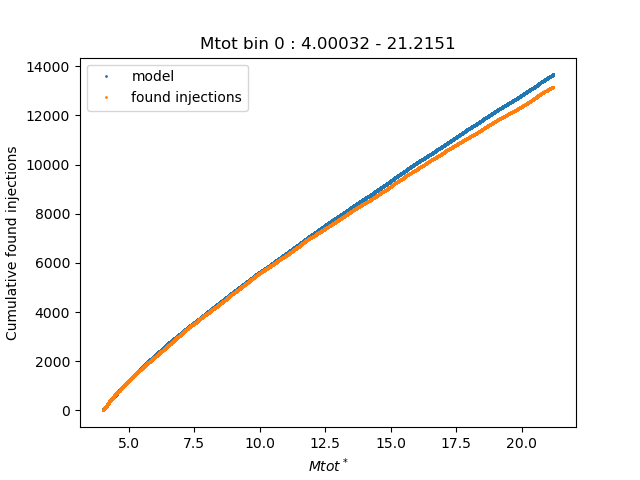 Mtot bin 0 : 4.00032 - 21.2151
model
found injections
Cumulative found injections
14000
12000
10000
8000
6000
4000
2000
0
5.0 7.5 10.0 12.5 15.0 17.5 20.0
Mtot*